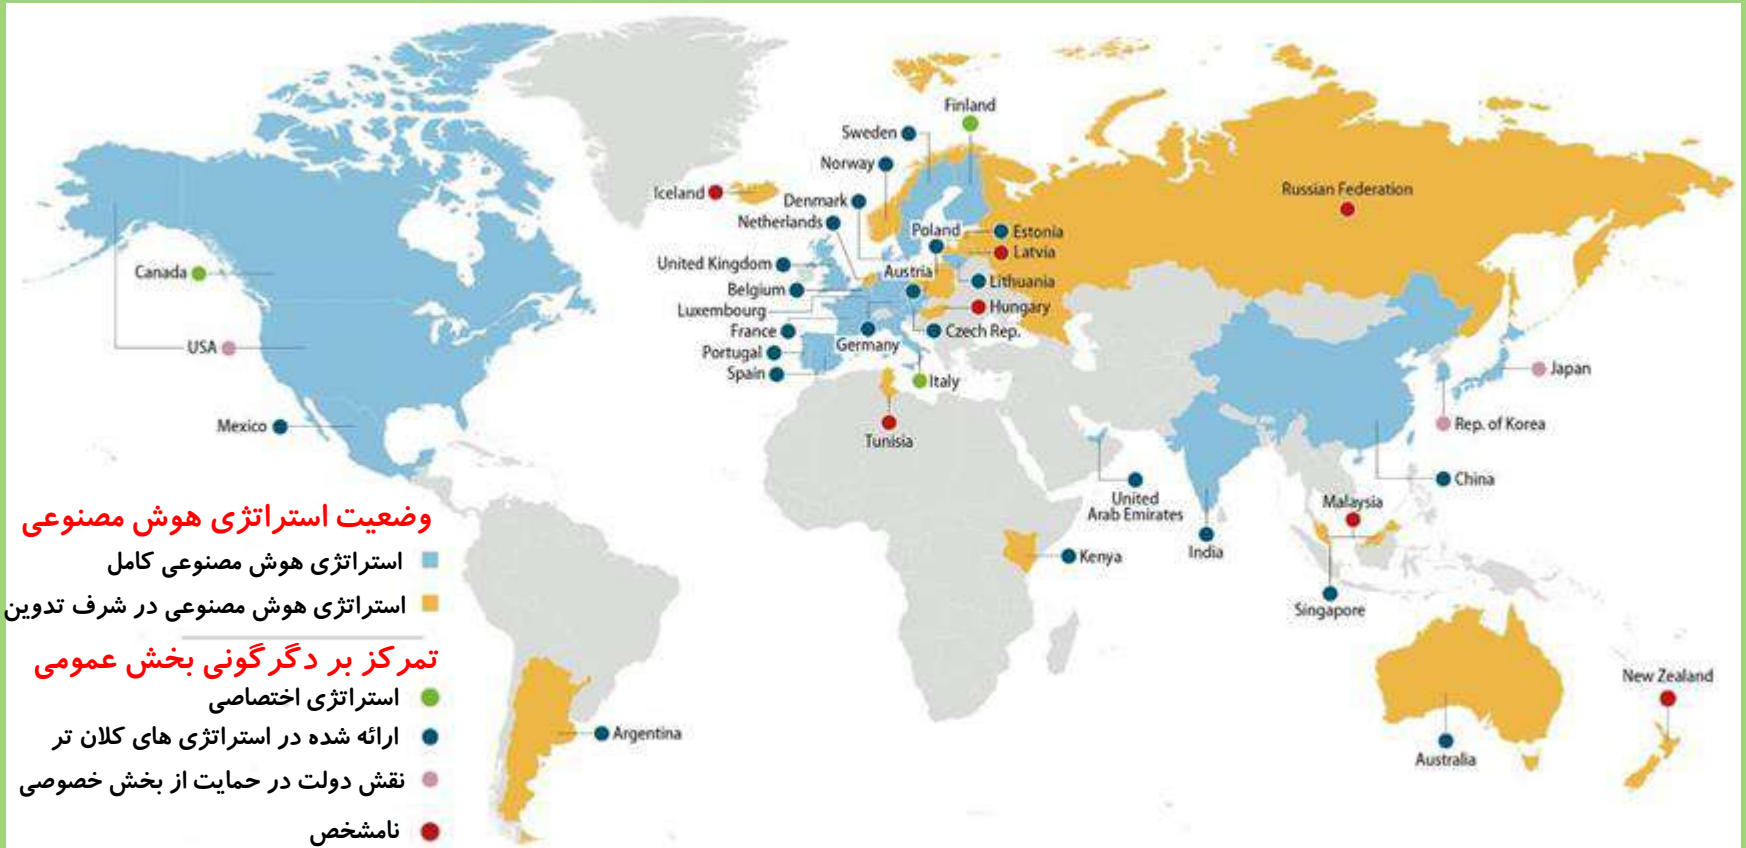 Finland
Sweden
Norway
Iceland
Denmark
Netherlands
Poland
Estonia
Latvia
Russian Federation
United Kingdom
Austria
Lithuania
Canada
Belgium
Luxembourg
Hungary
France
Czech Rep.
USA
Portugal
Germany
Spain
Italy
Japan
Mexico
Tunisia
Rep. of Korea
China
United
Arab Emirates
Malaysia
India
Kenya
Singapore
New Zealand
Argentina
Australia
وضعیت استراتژی هوش مصنوعی
استراتژی هوش مصنوعی کامل
استراتژی هوش مصنوعی در شرف تدوین
تمرکز بر دگرگونی بخش عمومی
استراتژی اختصاصی
ارائه شده در استراتژی های کلان تر
نقش دولت در حمایت از بخش خصوصی
نامشخص